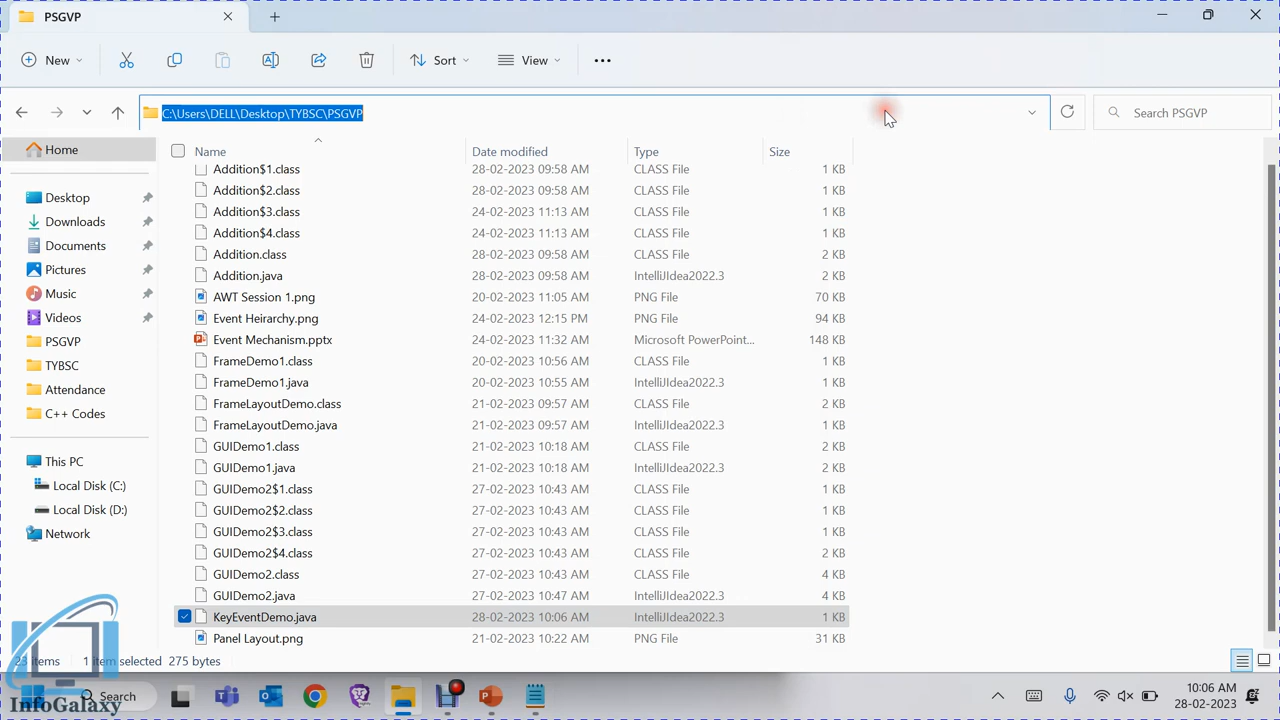 PSGVP
New
Sort
View
C:\Users\DELL\Desktop\TYBSC\PSGVP
Search PSGVP
Home
Desktop
Downloads
Documents
Pictures
Music
Videos
PSGVP
TYBSC
Attendance
C++ Codes
This PC
Local Disk (C:)
Local Disk (D:)
Network
Name Date modified Type Size
Addition$1.class 28-02-2023 09:58 AM CLASS File 1 KB
Addition$2.class 28-02-2023 09:58 AM CLASS File 1 KB
Addition$3.class 24-02-2023 11:13 AM CLASS File 1 KB
Addition$4.class 24-02-2023 11:13 AM CLASS File 1 KB
Addition.class 28-02-2023 09:58 AM CLASS File 2 KB
Addition.java 28-02-2023 09:58 AM IntelliJIdea2022.3 2 KB
AWT Session 1.png 20-02-2023 11:05 AM PNG File 70 KB
Event Heirarchy.png 24-02-2023 12:15 PM PNG File 94 KB
Event Mechanism.pptx 24-02-2023 11:32 AM Microsoft PowerPoint... 148 KB
FrameDemo1.class 20-02-2023 10:56 AM CLASS File 1 KB
FrameDemo1.java 20-02-2023 10:55 AM IntelliJIdea2022.3 1 KB
FrameLayoutDemo.class 21-02-2023 09:57 AM CLASS File 2 KB
FrameLayoutDemo.java 21-02-2023 09:57 AM IntelliJIdea2022.3 1 KB
GUIDemo1.class 21-02-2023 10:18 AM CLASS File 2 KB
GUIDemo1.java 21-02-2023 10:18 AM IntelliJIdea2022.3 2 KB
GUIDemo2$1.class 27-02-2023 10:43 AM CLASS File 1 KB
GUIDemo2$2.class 27-02-2023 10:43 AM CLASS File 1 KB
GUIDemo2$3.class 27-02-2023 10:43 AM CLASS File 1 KB
GUIDemo2$4.class 27-02-2023 10:43 AM CLASS File 2 KB
GUIDemo2.class 27-02-2023 10:43 AM CLASS File 4 KB
GUIDemo2.java 27-02-2023 10:47 AM IntelliJIdea2022.3 4 KB
KeyEventDemo.java 28-02-2023 10:06 AM IntelliJIdea2022.3 1 KB
Panel Layout.png 21-02-2023 10:22 AM PNG File 31 KB
23 items 1 item selected 275 bytes
InfoGalaxy
Search
10:06 AM
28-02-2023